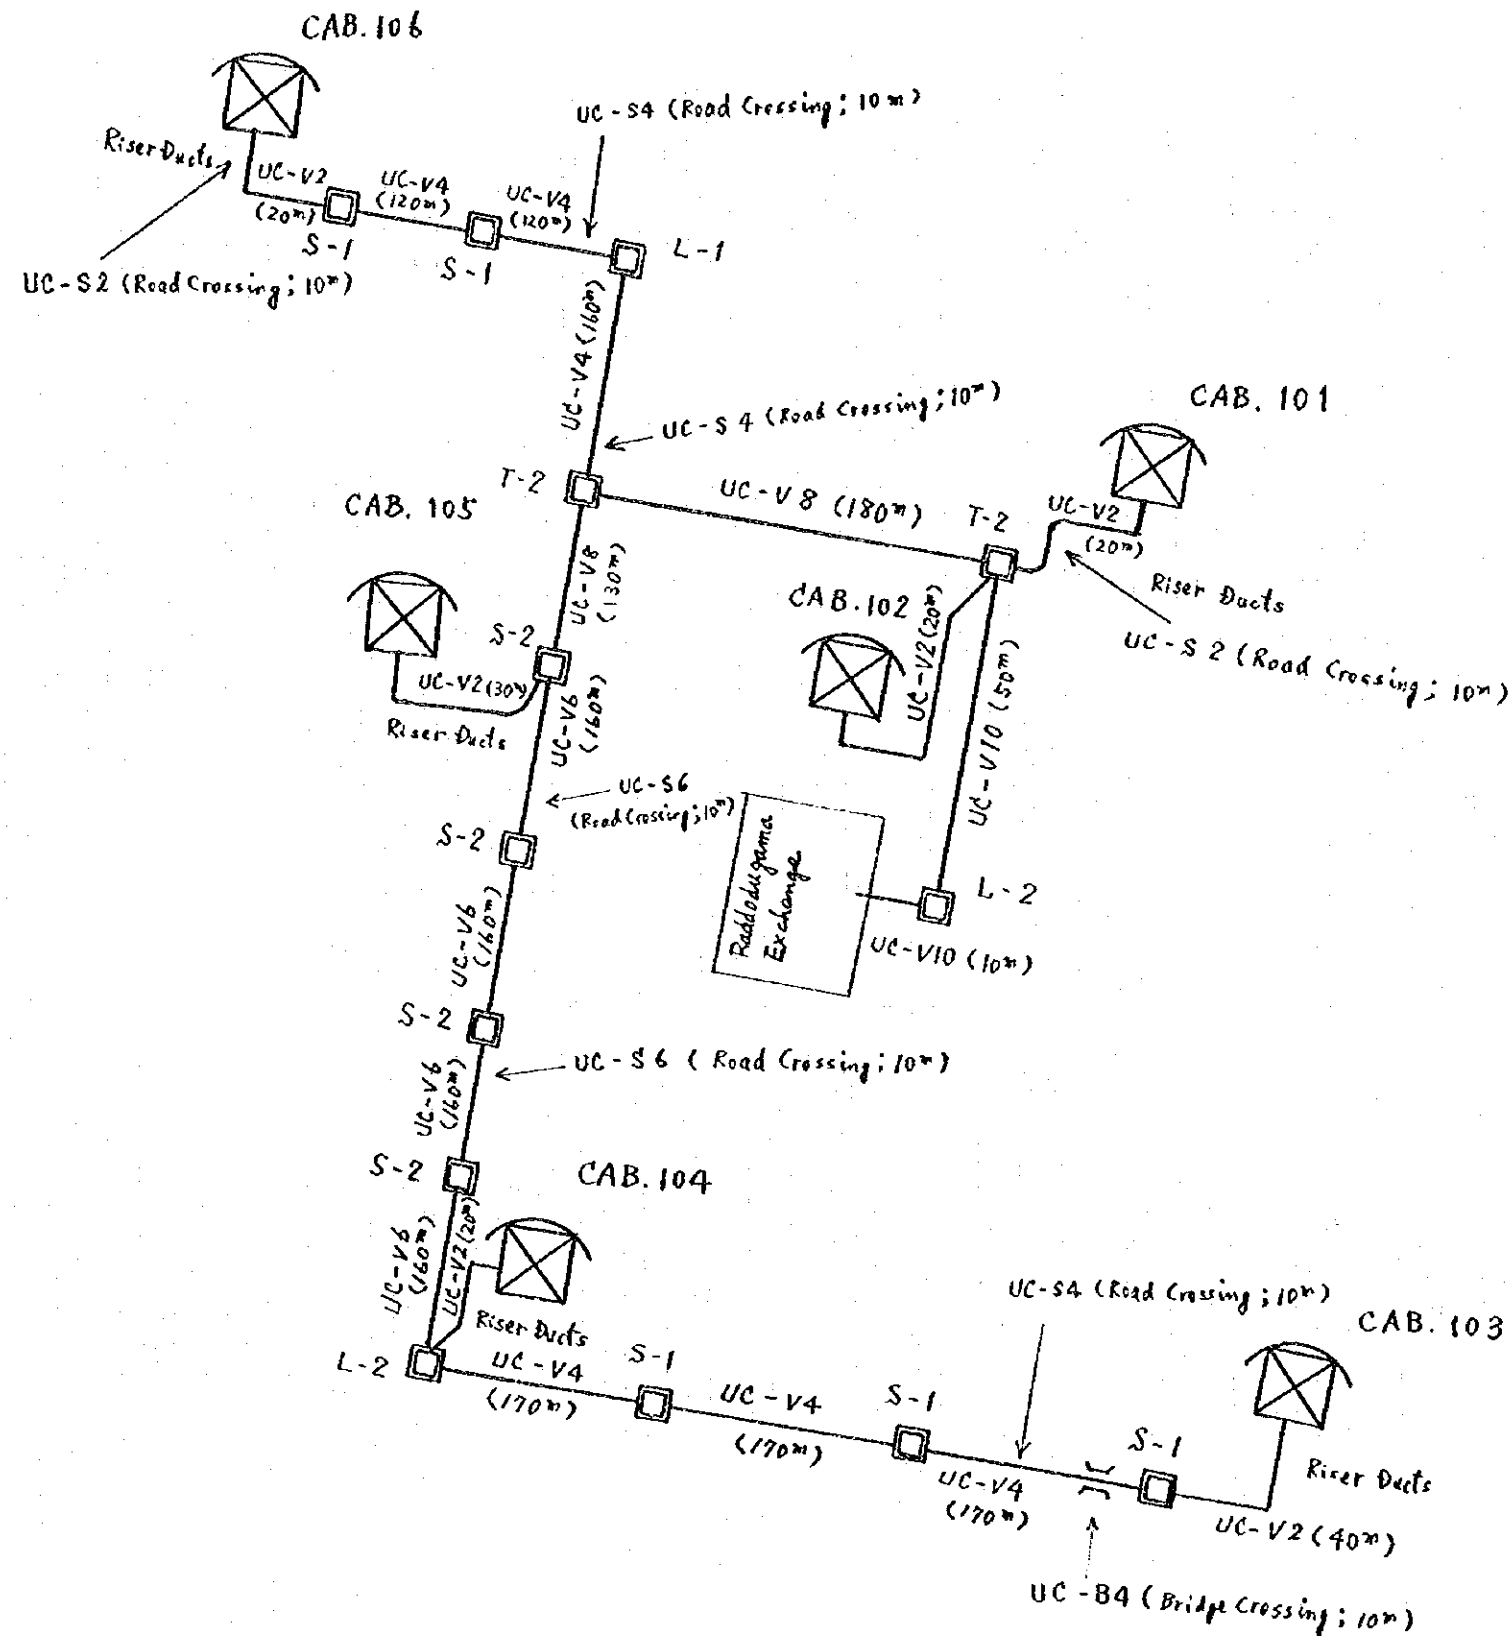 CAB. 106
UC-S4 (Road Crossing; 10m)
Riser Ducts
UC-V2
(20m)
UC-V4
(120m)
UC-V4
(120m)
S-1
S-1
L-1
UC-S2 (Road Crossing; 10m)
UC-V4 (160m)
UC-S4 (Road Crossing; 10m)
CAB. 101
T-2
UC-V8 (180m)
T-2
UC-V2
(20m)
Riser Ducts
UC-S2 (Road Crossing; 10m)
CAB. 105
UC-V8
(130m)
CAB. 102
UC-V2 (20m)
S-2
UC-V2 (30m)
Riser Ducts
UC-V6
(160m)
UC-V10 (50m)
UC-S6
(Road Crossing; 10m)
S-2
Raddodugama
Exchange
L-2
UC-V10 (10m)
UC-V6
(160m)
S-2
UC-S6 (Road Crossing; 10m)
UC-V6
(160m)
S-2
CAB. 104
UC-V6
(160m)
UC-V2 (20m)
Riser Ducts
L-2
UC-V4
(170m)
S-1
UC-V4
(170m)
S-1
UC-S4 (Road Crossing; 10m)
CAB. 103
S-1
UC-V4
(170m)
Riser Ducts
UC-V2 (40m)
UC-B4 (Bridge Crossing; 10m)